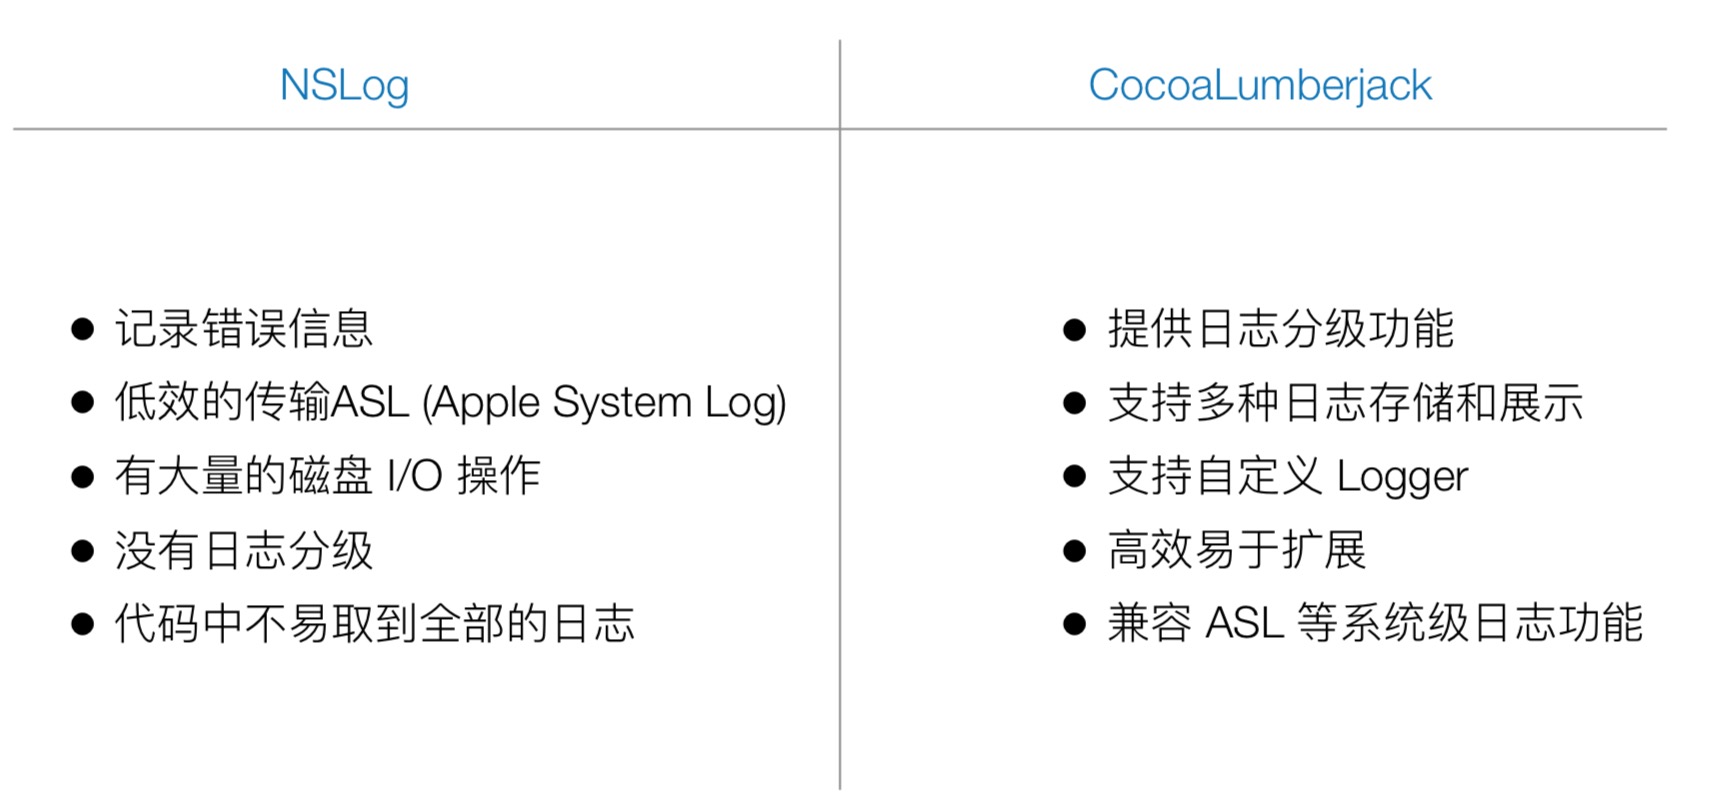 NSLog
CocoaLumberjack
● 记录错误信息
● 低效的传输ASL (Apple System Log)
● 有大量的磁盘 I/O 操作
● 没有日志分级
● 代码中不易取到全部的日志
● 提供日志分级功能
● 支持多种日志存储和展示
● 支持自定义 Logger
● 高效易于扩展
● 兼容 ASL 等系统级日志功能